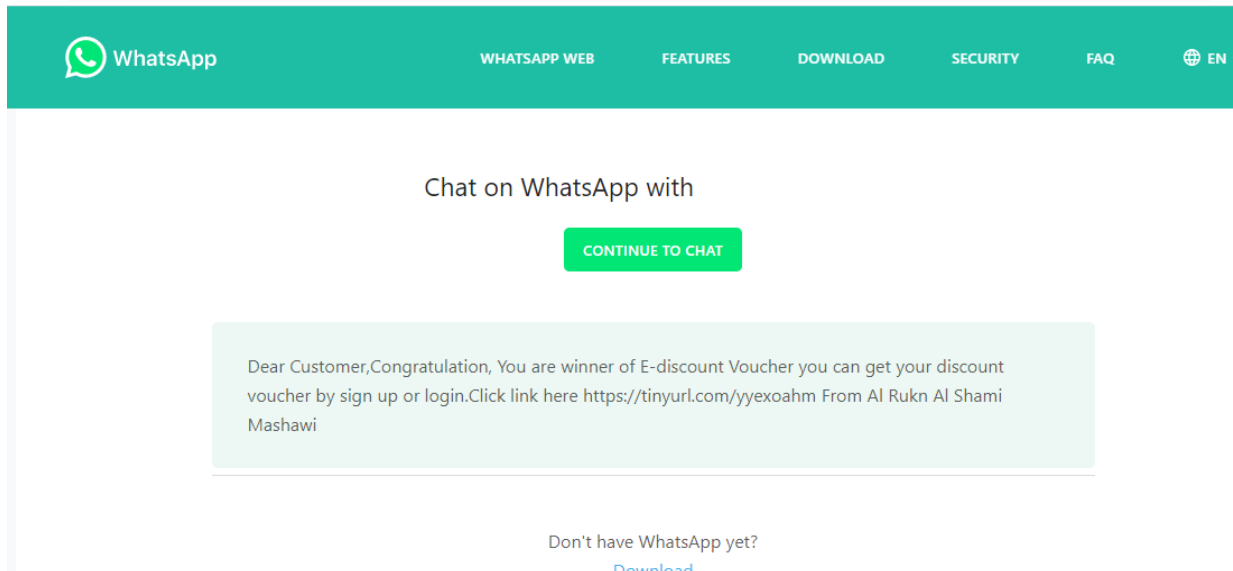 WhatsApp
WHATSAPP WEB FEATURES DOWNLOAD SECURITY FAQ EN
Chat on WhatsApp with
CONTINUE TO CHAT
Dear Customer,Congratulation, You are winner of E-discount Voucher you can get your discount
voucher by sign up or login.Click link here https://tinyurl.com/yyexoahm From Al Rukn Al Shami
Mashawi
Don't have WhatsApp yet?
Download